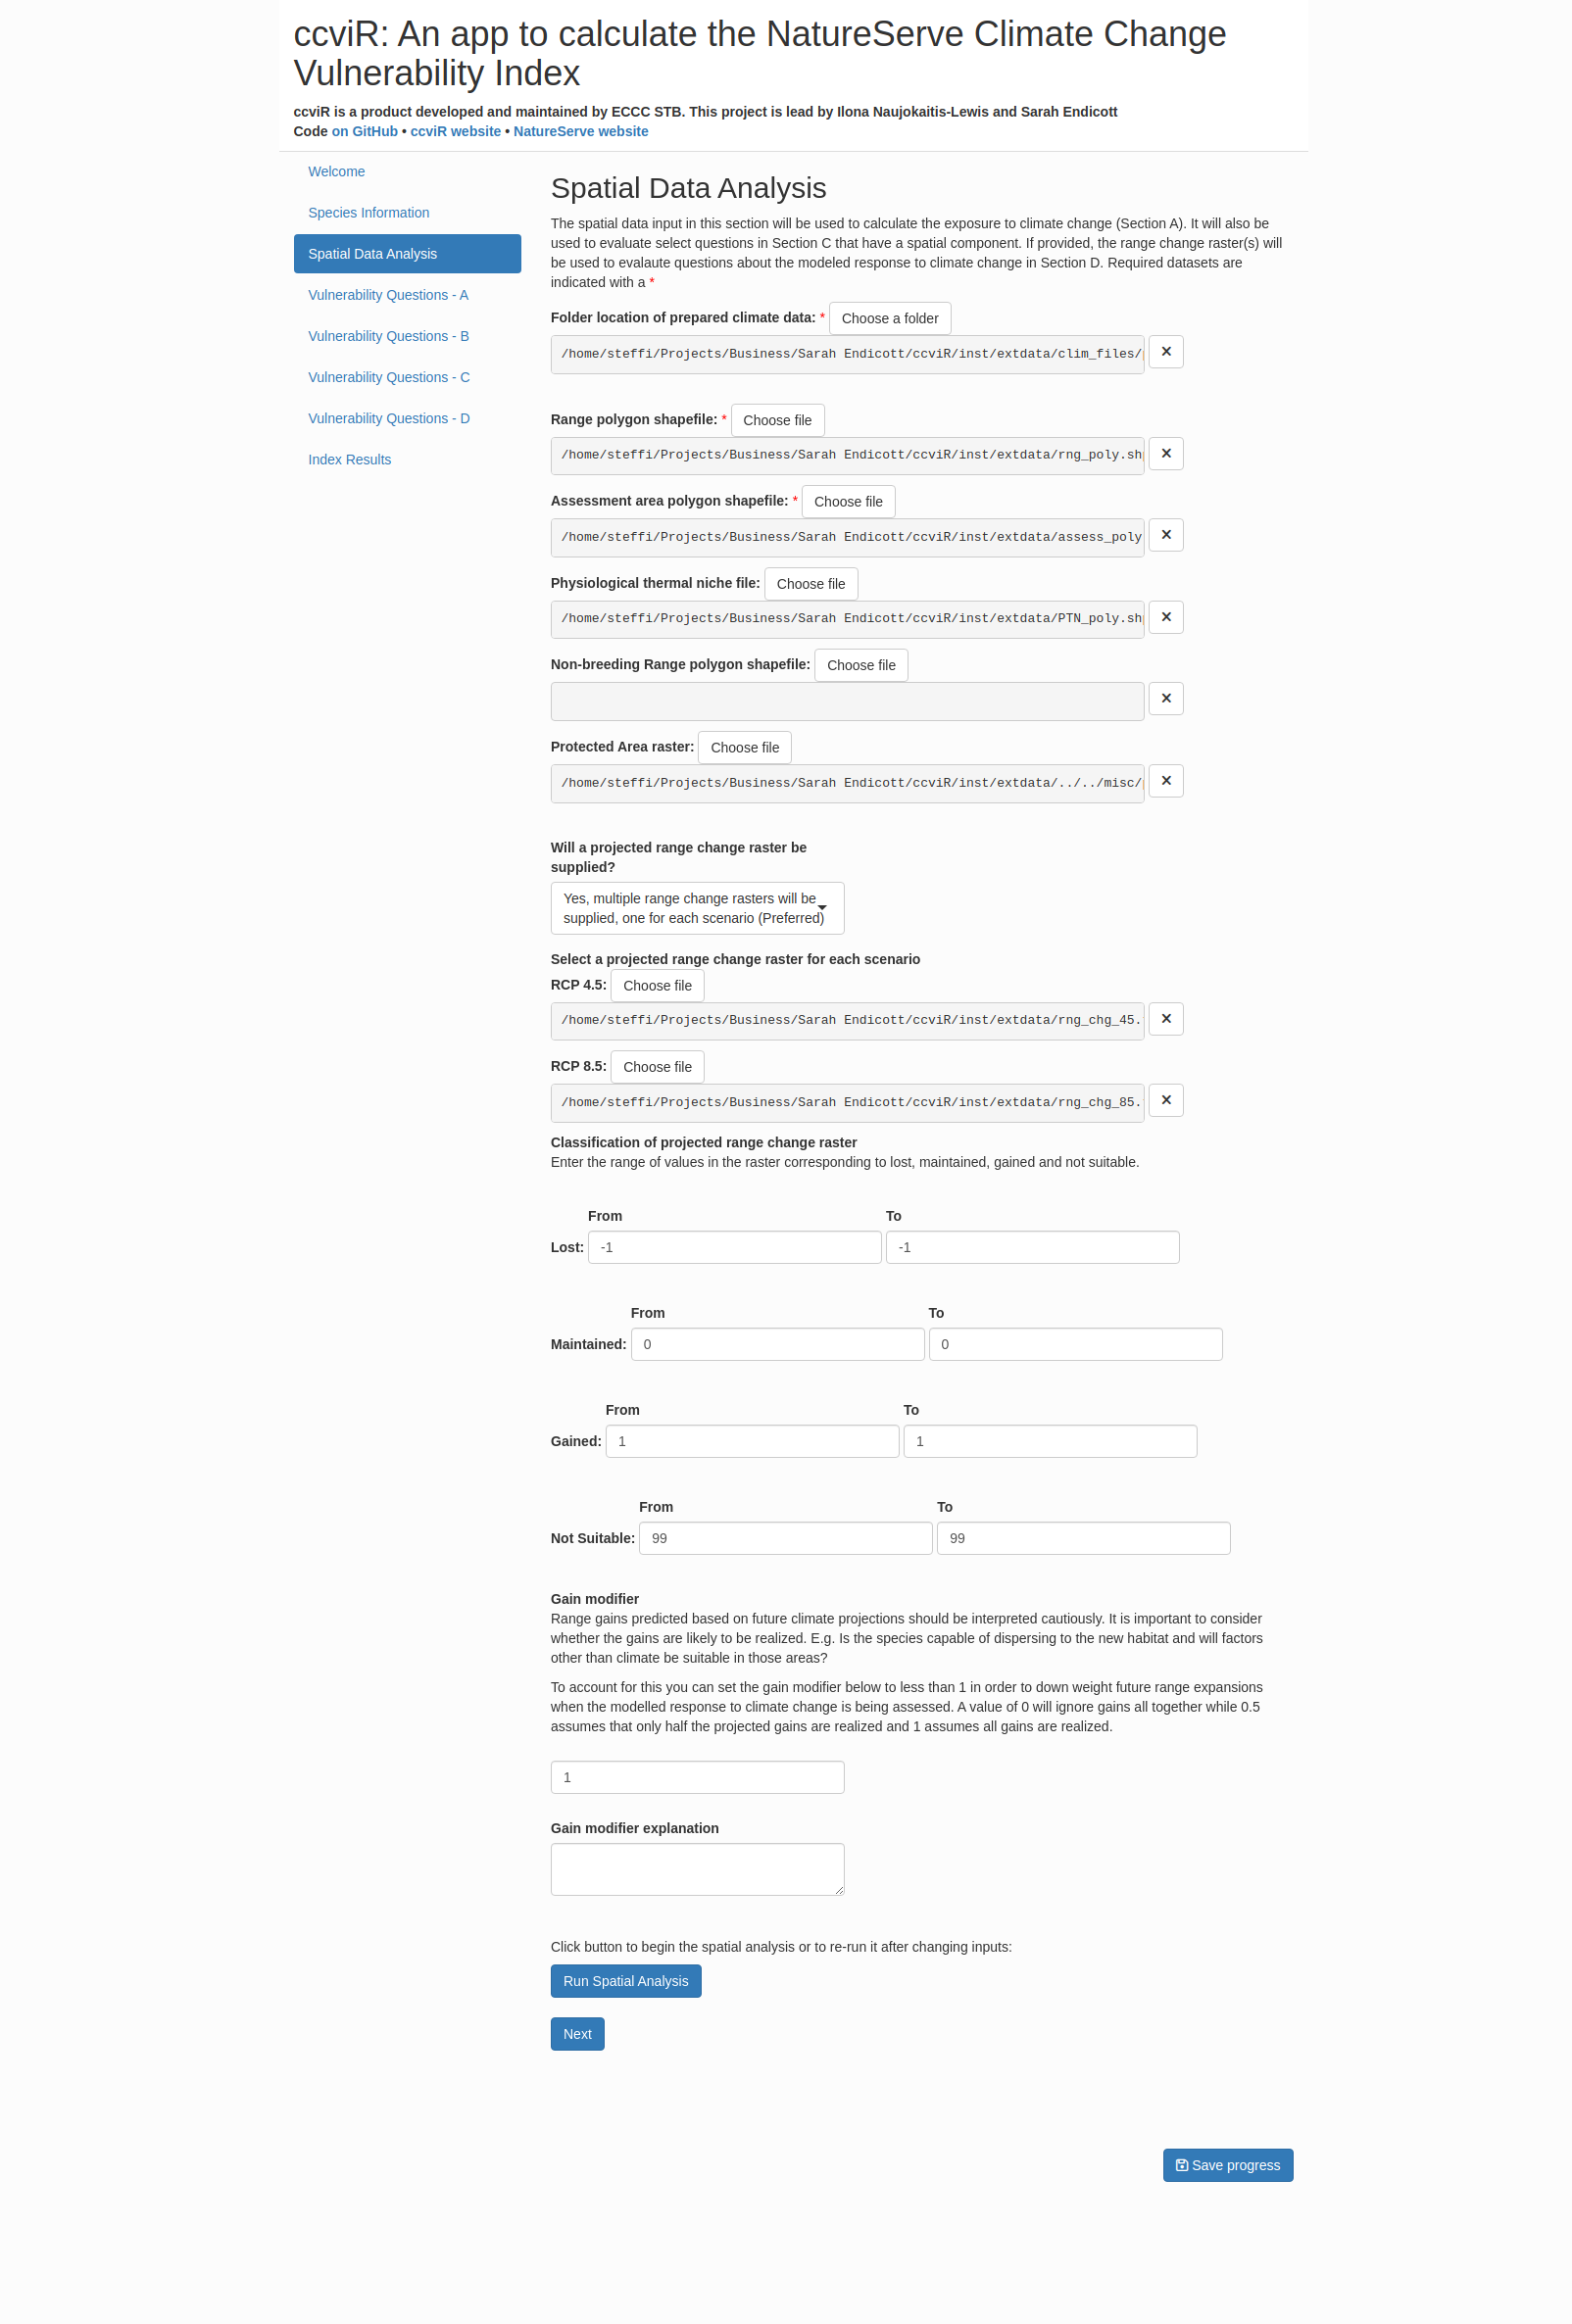 ccviR: An app to calculate the NatureServe Climate Change
Vulnerability Index
ccviR is a product developed and maintained by ECCC STB. This project is lead by Ilona Naujokaitis-Lewis and Sarah Endicott
Code on GitHub • ccviR website • NatureServe website
Welcome
Species Information
Spatial Data Analysis
Vulnerability Questions - A
Vulnerability Questions - B
Vulnerability Questions - C
Vulnerability Questions - D
Index Results
Spatial Data Analysis
The spatial data input in this section will be used to calculate the exposure to climate change (Section A). It will also be
used to evaluate select questions in Section C that have a spatial component. If provided, the range change raster(s) will
be used to evalaute questions about the modeled response to climate change in Section D. Required datasets are
indicated with a *
Folder location of prepared climate data: * Choose a folder
/home/steffi/Projects/Business/Sarah Endicott/ccviR/inst/extdata/clim_files/
Range polygon shapefile: * Choose file
/home/steffi/Projects/Business/Sarah Endicott/ccviR/inst/extdata/rng_poly.sh
Assessment area polygon shapefile: * Choose file
/home/steffi/Projects/Business/Sarah Endicott/ccviR/inst/extdata/assess_poly
Physiological thermal niche file: Choose file
/home/steffi/Projects/Business/Sarah Endicott/ccviR/inst/extdata/PTN_poly.sh
Non-breeding Range polygon shapefile: Choose file
Protected Area raster: Choose file
/home/steffi/Projects/Business/Sarah Endicott/ccviR/inst/extdata/../../misc/
Will a projected range change raster be
supplied?
Yes, multiple range change rasters will be
supplied, one for each scenario (Preferred)
Select a projected range change raster for each scenario
RCP 4.5: Choose file
/home/steffi/Projects/Business/Sarah Endicott/ccviR/inst/extdata/rng_chg_45.
RCP 8.5: Choose file
/home/steffi/Projects/Business/Sarah Endicott/ccviR/inst/extdata/rng_chg_85.
Classification of projected range change raster
Enter the range of values in the raster corresponding to lost, maintained, gained and not suitable.
From To
Lost: -1 -1
From To
Maintained: 0 0
From To
Gained: 1 1
From To
Not Suitable: 99 99
Gain modifier
Range gains predicted based on future climate projections should be interpreted cautiously. It is important to consider
whether the gains are likely to be realized. E.g. Is the species capable of dispersing to the new habitat and will factors
other than climate be suitable in those areas?
To account for this you can set the gain modifier below to less than 1 in order to down weight future range expansions
when the modelled response to climate change is being assessed. A value of 0 will ignore gains all together while 0.5
assumes that only half the projected gains are realized and 1 assumes all gains are realized.
1
Gain modifier explanation
Click button to begin the spatial analysis or to re-run it after changing inputs:
Run Spatial Analysis
Next
Save progress